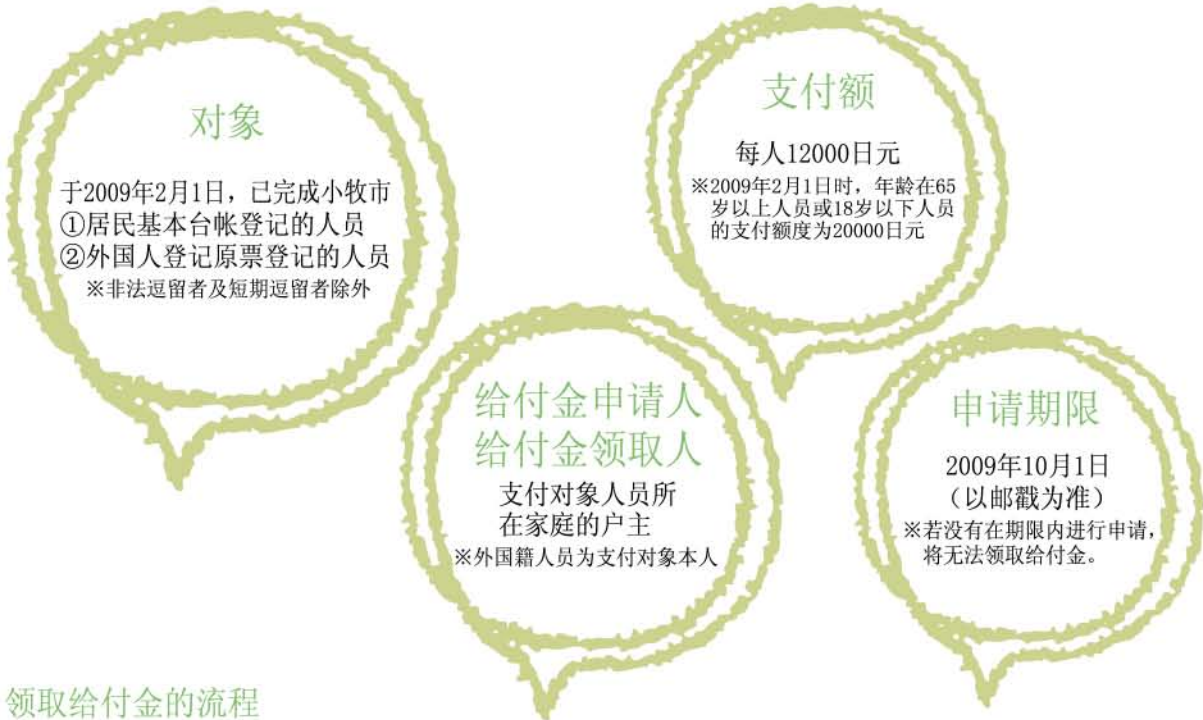 对象
于2009年2月1日，已完成小牧市
①居民基本台帐登记的人员
②外国人登记原票登记的人员
※非法逗留者及短期逗留者除外
支付额
每人12000日元
※2009年2月1日时，年龄在65
岁以上人员或18岁以下人员
的支付额度为20000日元
给付金申请人
给付金领取人
支付对象人员所
在家庭的户主
※外国籍人员为支付对象本人
申请期限
2009年10月1日
（以邮戳为准）
※若没有在期限内进行申请，
将无法领取给付金。
领取给付金的流程